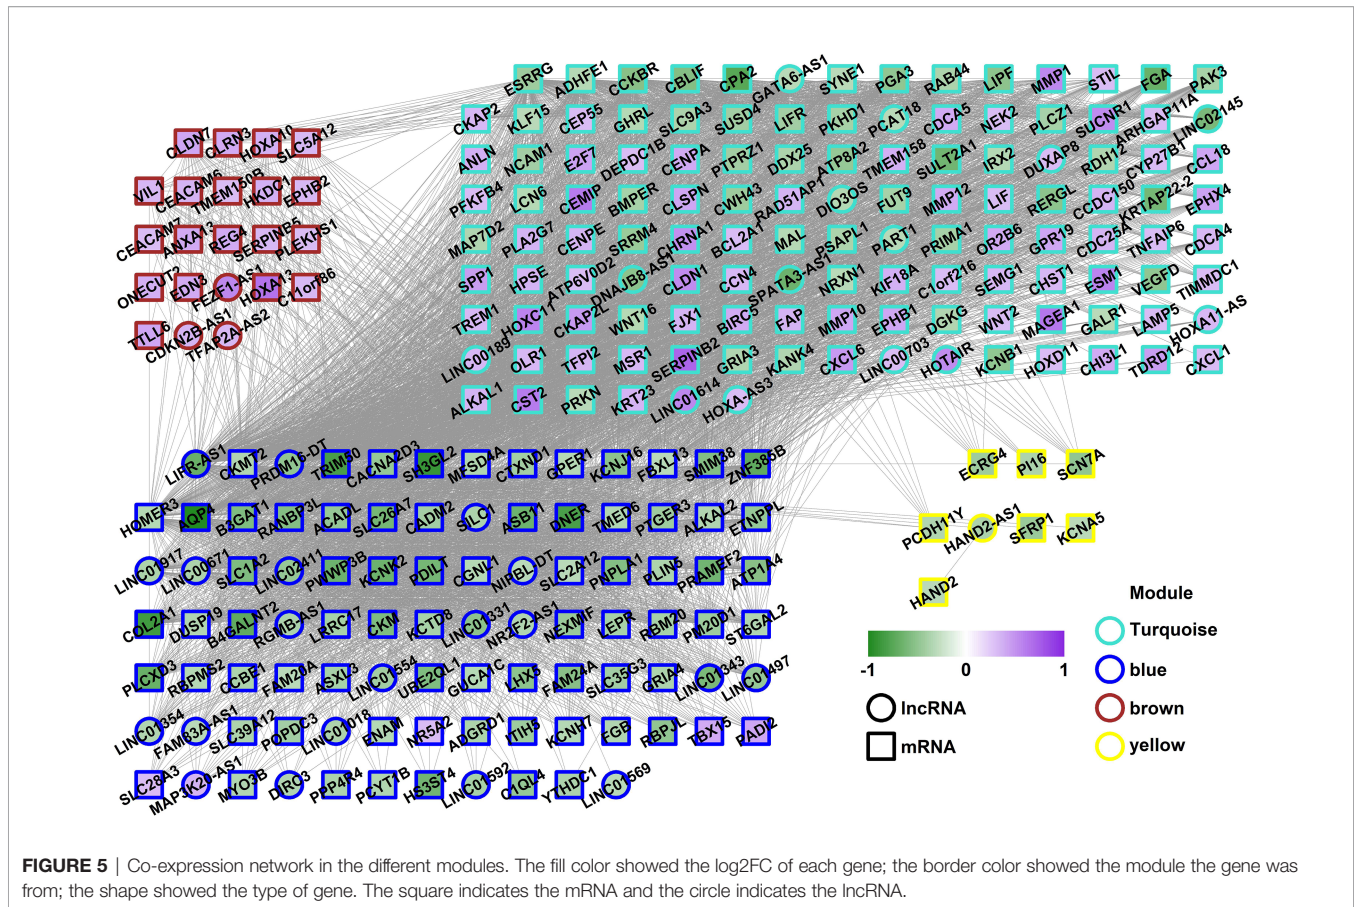 ESRRG ADHFE1 CCKBR CBLIF CPA2 GATA6-AS1 SYNE1 PGA3 RAB44 LIPF MMP1 STIL FGA PAK3
CKAP2 KLF15 CEP55 GHRL SLC9A3 SUSD4 LIFR PKHD1 PCAT18 CDCA5 NEK2 PLCZ1 SUCNR1 ARHGAP11A LINC02145
CLDN7 CLRN3 HOXA10 SLC5A12
ANLN NCAM1 E2F7 DEPDC1B CENPA PTPRZ1 DDX25 ATP8A2 TMEM158 SULT2A1 IRX2 DUXAP8 RDH12 CYP27B1 CCL18
VIL1 CEACAM6 TMEM150B HKDC1 EPHB2
PFKFB4 LCN6 CEMIP BMPER CLSPN CWH43 RAD51AP1 DIO3OS FUT9 MMP12 LIF RERGL CCDC150 KRTAP22-2 EPHX4
CEACAM7 ANXA13 REG4 SERPINB5 PLEKHS1
MAP7D2 PLA2G7 CENPE SRRM4 CHRNA1 BCL2A1 MAL PSAPL1 PART1 PRIMA1 OR2B6 GPR19 CDC25A TNFAIP6 CDCA4
ONECUT2 EDN3 FEZF1-AS1 HOXA13 C11orf86
SPP1 HPSE ATP6V0D2 DNAJB8-AS1 CLDN1 CCN4 SPATA3-AS1 NRXN1 KIF18A C1orf216 SEMG1 CHST1 ESM1 VEGFD TIMMDC1
TTLL6 CDKN2B-AS1 TFAP2A-AS2
TREM1 HOXC11 CKAP2L WNT16 FJX1 BIRC5 FAP MMP10 EPHB1 DGKG WNT2 MAGEA1 GALR1 LAMP5 HOXA11-AS
LINC00189 OLR1 TFPI2 MSR1 SERPINB2 GRIA3 KANK4 CXCL6 LINC00703 HOTAIR KCNB1 HOXD11 CHI3L1 TDRD12 CXCL1
ALKAL1 CST2 PRKN KRT23 LINC01614 HOXA-AS3
LIFR-AS1 CKMT2 PRDM16-DT TRIM50 CACNA2D3 SH3GL2 MFSD4A CTXND1 GPER1 KCNJ16 FBXL13 SMIM38 ZNF385B
ECRG4 PI16 SCN7A
HOMER3 AQP4 B3GAT1 RANBP3L ACADL SLC26A7 CADM2 SILC1 ASB11 DNER TMED6 PTGER3 ALKAL2 ETNPPL
PCDH11Y HAND2-AS1 SFRP1 KCNA5
LINC01917 LINC00671 SLC1A2 LINC02411 PWWP3B KCNK2 PDILT CGNL1 NIPBL-DT SLC2A12 PNPLA1 PLIN5 PRAMEF2 ATP1A4
HAND2
COL2A1 DUSP19 B4GALNT2 RGMB-AS1 LRRC17 CKM KCTD8 LINC01331 NR2F2-AS1 NEXMIF LEPR RBM20 PM20D1 ST6GAL2
PLCXD3 RBPMS2 CCBE1 FAM20A ASXL3 LINC01554 UBE2QL1 GUCA1C LHX5 FAM24A SLC35G3 GRIA4 LINC01343 LINC01497
LINC01354 FAM83A-AS1 SLC39A12 POPDC3 LINC01018 ENAM NR5A2 ADGRD1 ITIH5 KCNH7 FGB RBPJL TBX15 PADI2
SLC28A3 MAP3K20-AS1 MYO3B DIRC3 PPP4R4 PCYT1B HS3ST4 LINC01592 C1QL4 YTHDC1 LINC01569
Module
Turquoise
blue
brown
yellow
-1 0 1
lncRNA
mRNA
FIGURE 5 | Co-expression network in the different modules. The fill color showed the log2FC of each gene; the border color showed the module the gene was
from; the shape showed the type of gene. The square indicates the mRNA and the circle indicates the lncRNA.